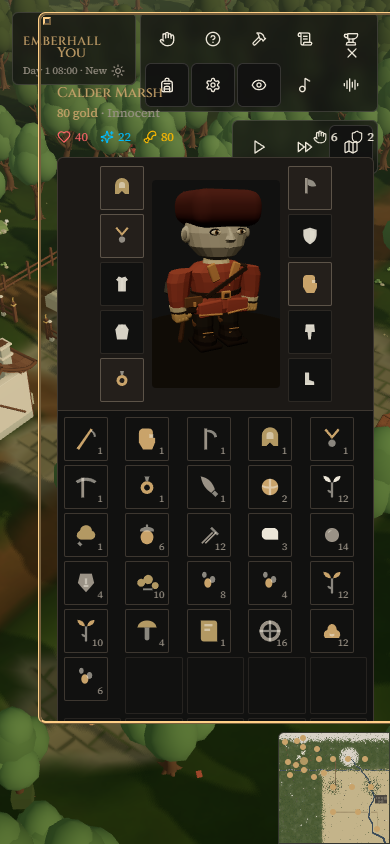 Emberhall
You
Day 1 08:00 · New
Calder Marsh
80 gold · Innocent
40 22 80 6 2
1 1 1 1 1
1 1 1 2 12
1 6 12 3 14
4 10 8 4 12
10 4 1 16 12
6